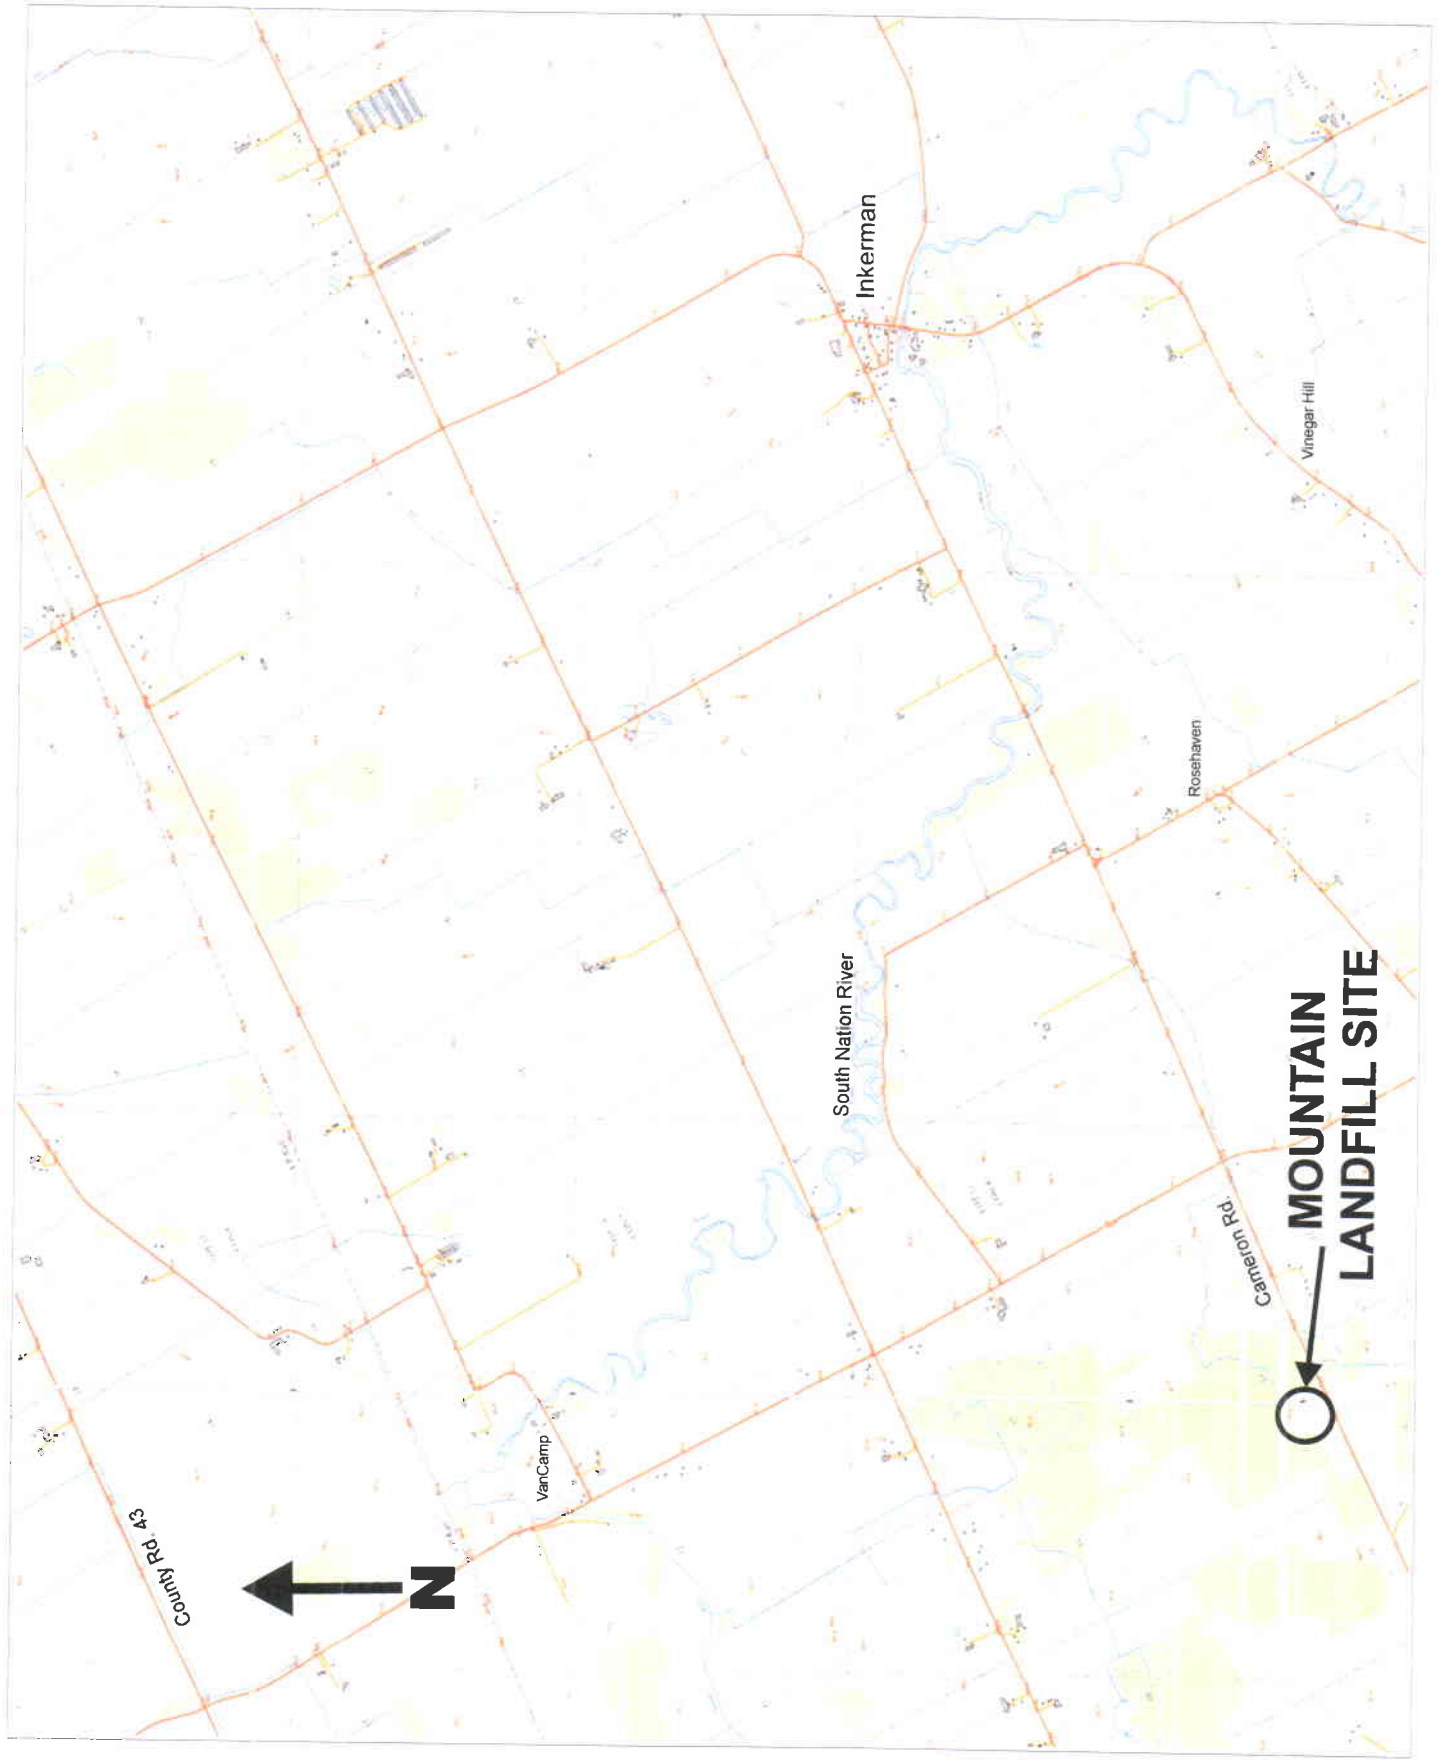 County Rd. 43
N
VanCamp
South Nation River
Inkerman
Rosehaven
Cameron Rd.
Vinegar Hill
MOUNTAIN
LANDFILL SITE